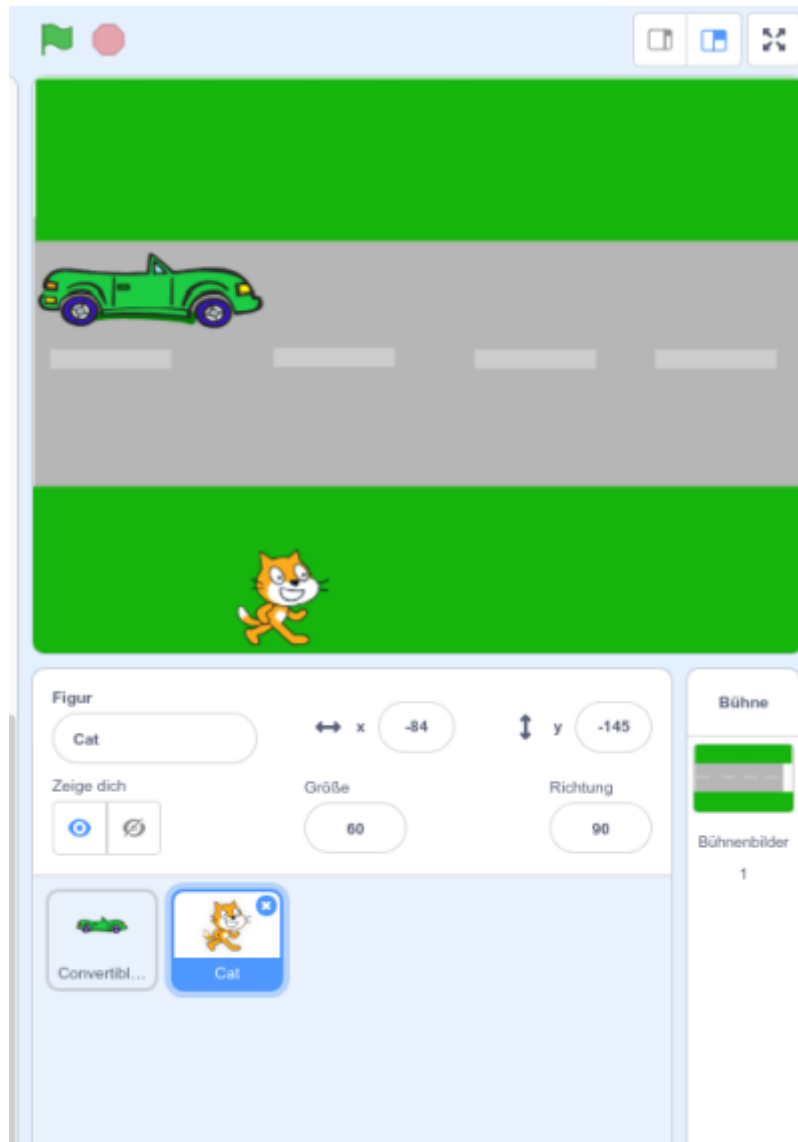 Figur
Cat
x -84
y -145
Zeige dich
Größe
60
Richtung
90
Convertibl...
Cat
Bühne
Bühnenbilder
1